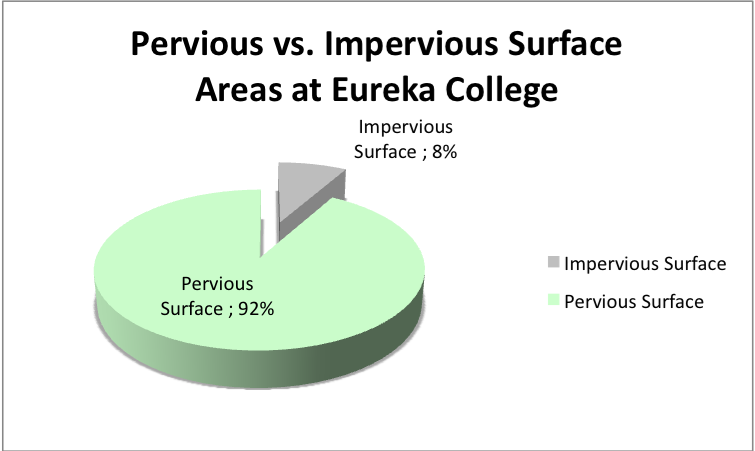 Pervious vs. Impervious Surface
Areas at Eureka College
Impervious
Surface ; 8%
Pervious
Surface ; 92%
Impervious Surface
Pervious Surface